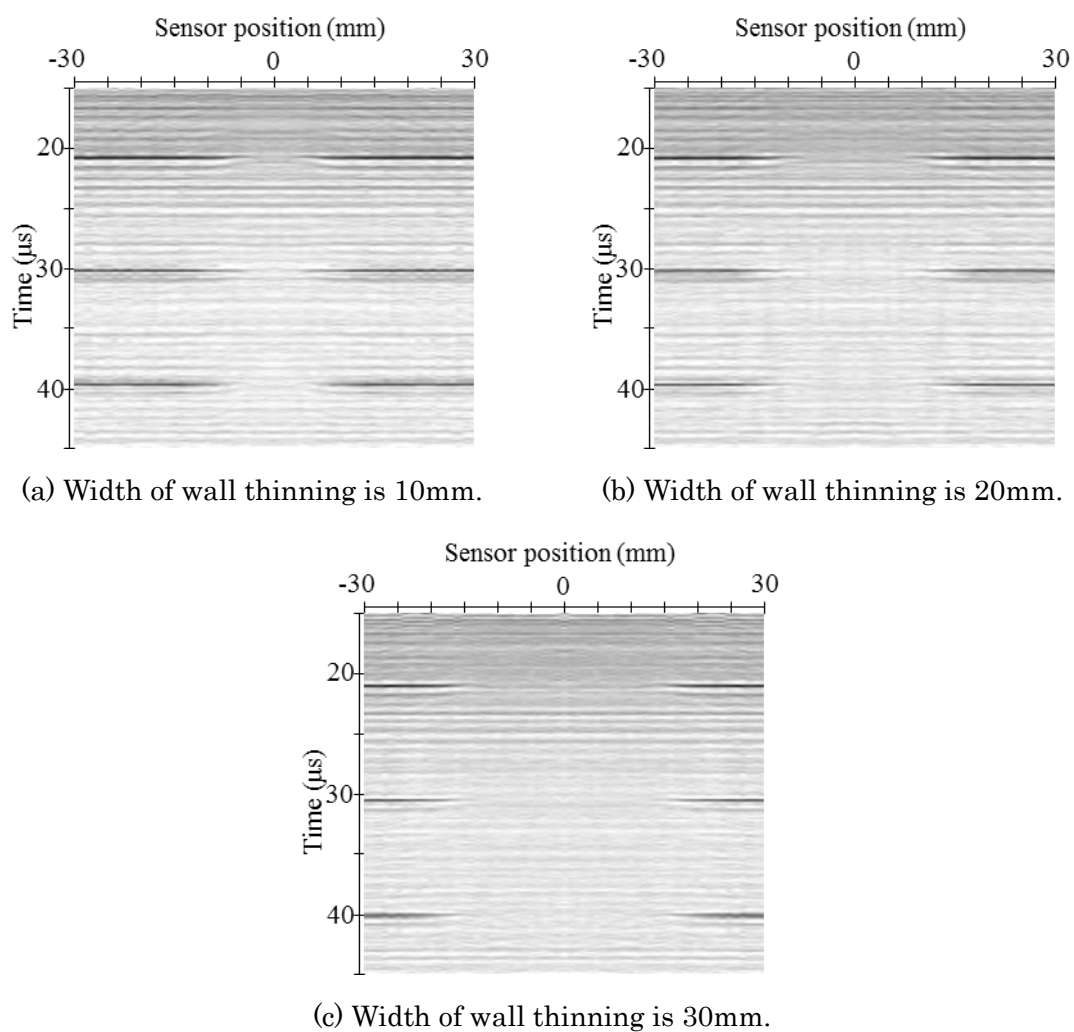 Sensor position (mm)
-30 0 30
20
30
40
Time (μs)
(a) Width of wall thinning is 10mm.
Sensor position (mm)
-30 0 30
20
30
40
Time (μs)
(b) Width of wall thinning is 20mm.
Sensor position (mm)
-30 0 30
20
30
40
Time (μs)
(c) Width of wall thinning is 30mm.